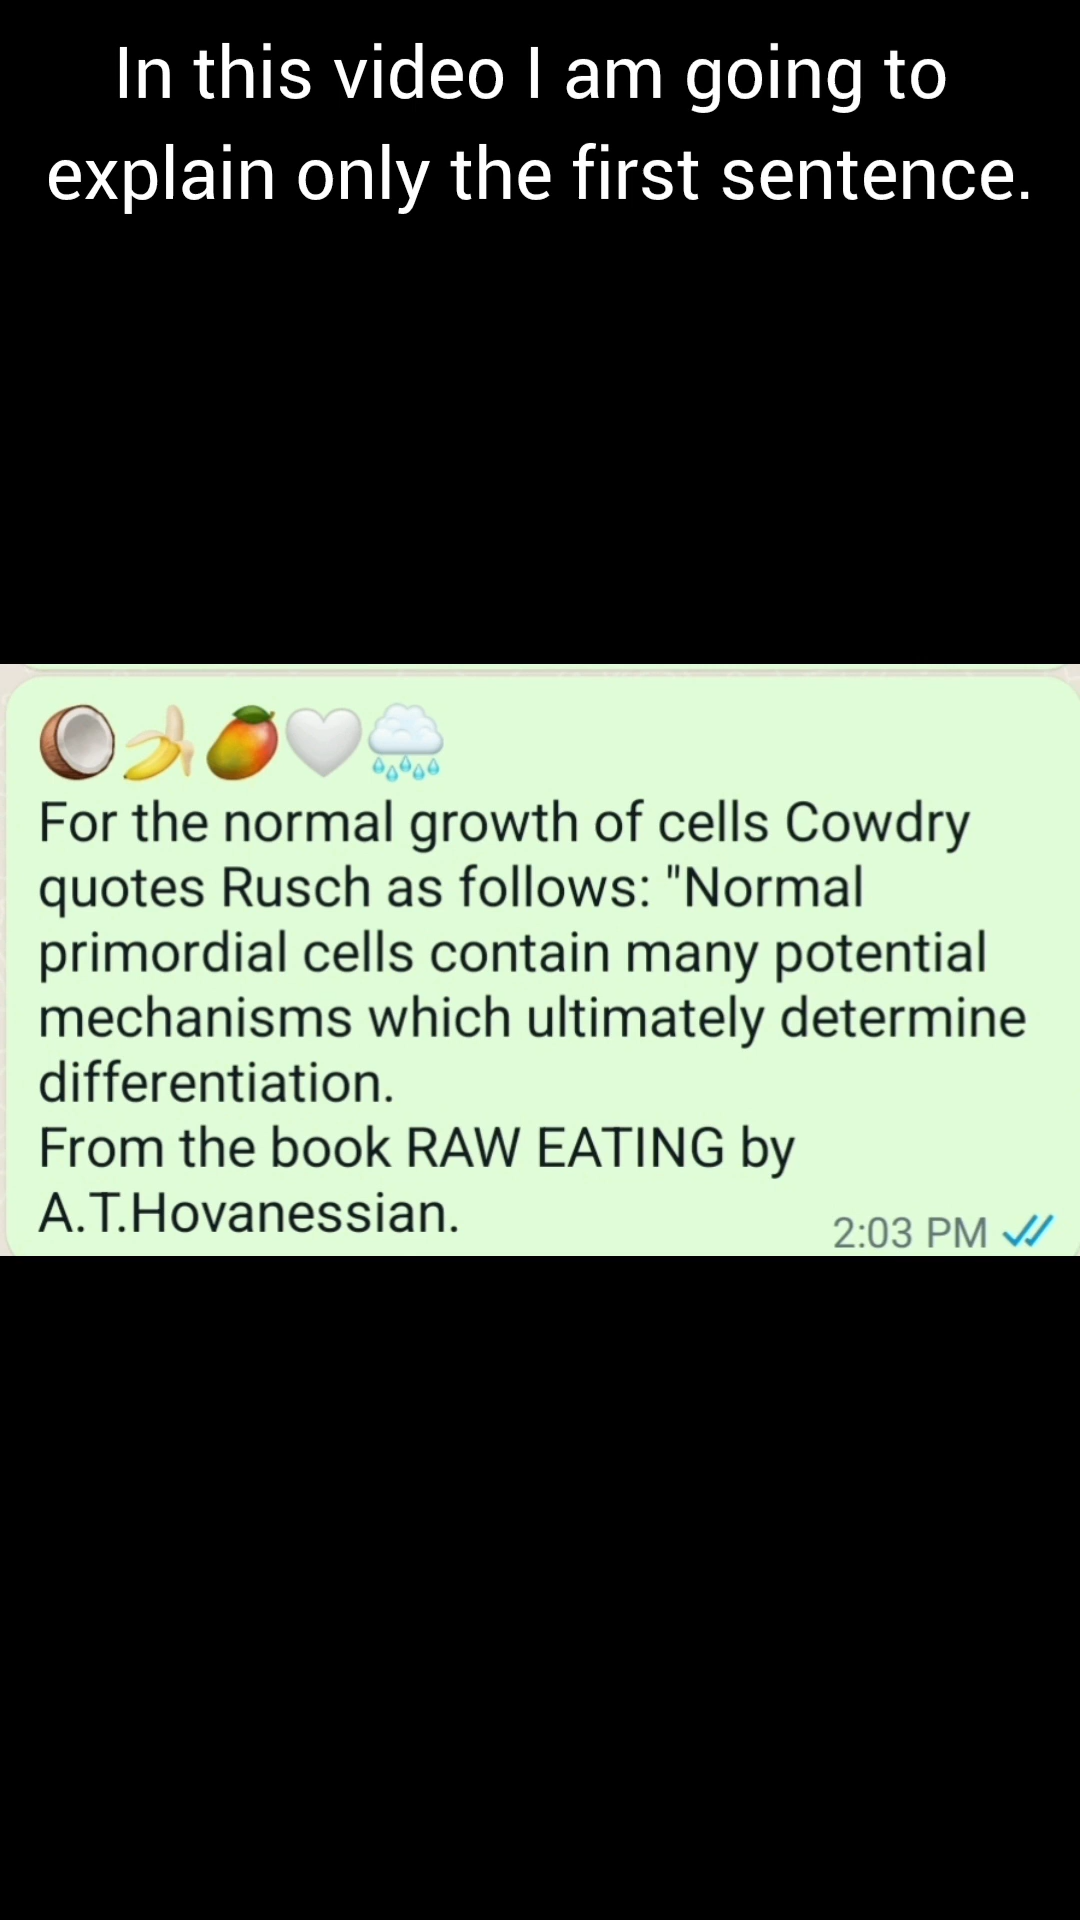 In this video I am going to
explain only the first sentence.
🥥🍌🥭🤍🌧️
For the normal growth of cells Cowdry
quotes Rusch as follows: "Normal
primordial cells contain many potential
mechanisms which ultimately determine
differentiation.
From the book RAW EATING by
A.T.Hovanessian.
2:03 PM